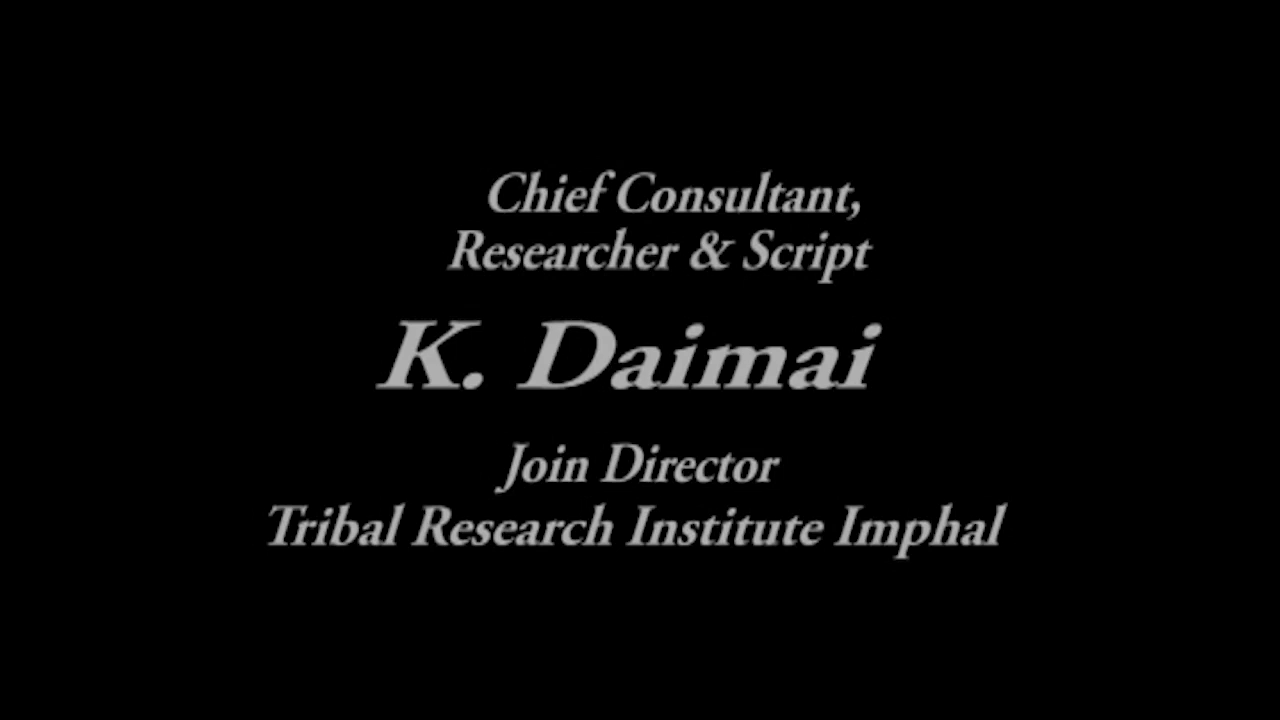 Chief Consultant,
Researcher & Script
K. Daimai
Join Director
Tribal Research Institute Imphal